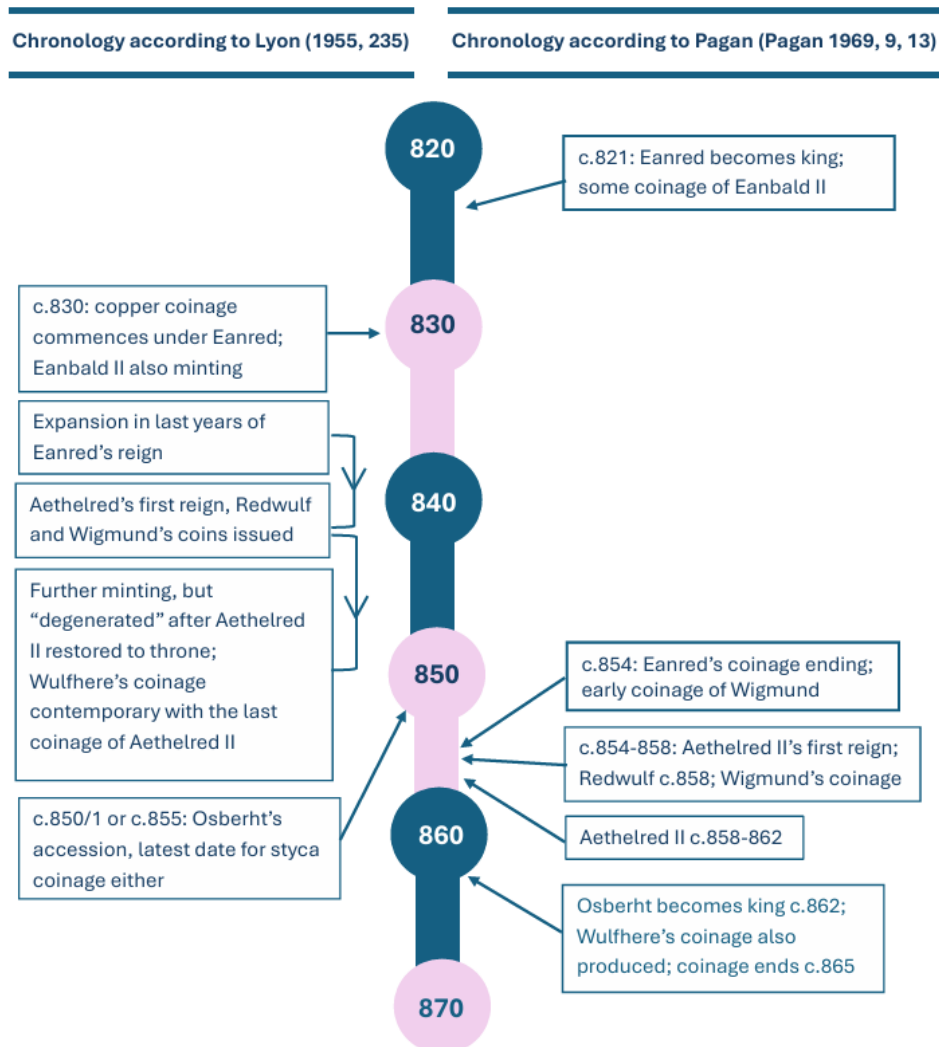 Chronology according to Lyon (1955, 235)
Chronology according to Pagan (Pagan 1969, 9, 13)
820
c.821: Eanred becomes king;
some coinage of Eanbald II
c.830: copper coinage
commences under Eanred;
Eanbald II also minting
830
Expansion in last years of
Eanred’s reign
Aethelred’s first reign, Redwulf
and Wigmund’s coins issued
840
Further minting, but
“degenerated” after Aethelred
II restored to throne;
Wulfhere’s coinage
contemporary with the last
coinage of Aethelred II
850
c.854: Eanred’s coinage ending;
early coinage of Wigmund
c.854-858: Aethelred II’s first reign;
Redwulf c.858; Wigmund’s coinage
c.850/1 or c.855: Osberht’s
accession, latest date for styca
coinage either
860
Aethelred II c.858-862
Osberht becomes king c.862;
Wulfhere’s coinage also
produced; coinage ends c.865
870